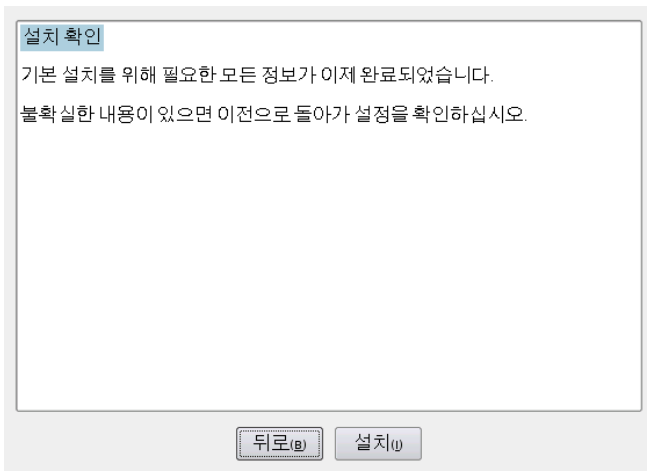 설치 확인
기본 설치를 위해 필요한 모든 정보가 이제 완료되었습니다.
불확실한 내용이 있으면 이전으로 돌아가 설정을 확인하십시오.
뒤로(B)
설치(I)